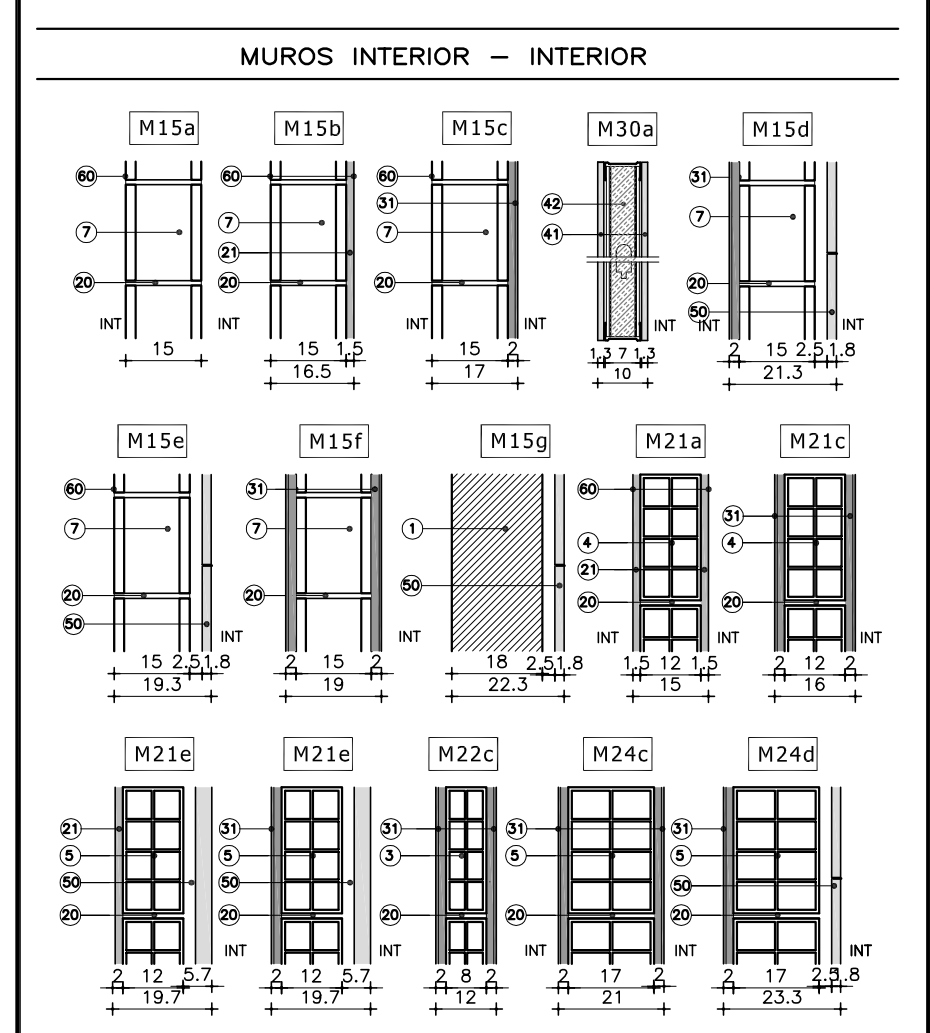 MUROS INTERIOR – INTERIOR
M15a M15b M15c M30a M15d
60 60 60 31
31 42 7
7 7 7 41
21
20 20 20 20
50
INT INT INT INT INT INT
15 15 1.5 15 2 1.3 7 1.3 2 15 2.5 1.8
16.5 17 10 21.3
M15e M15f M15g M21a M21c
60 31 60
31
7 7 1 4 4
50 21
20 20 20 20
50
INT INT INT INT INT
15 2.5 1.8 2 15 2 18 2.5 1.8 1.5 12 1.5 2 12 2
19.3 19 22.3 15 16
M21e M21e M22c M24c M24d
21 31 31 31 31
5 5 3 5 5
50 50 50
20 20 20 20 20
INT INT INT INT INT INT
2 12 5.7 2 12 5.7 2 8 2 2 17 2 2 17 2.5 1.8
19.7 19.7 12 21 23.3